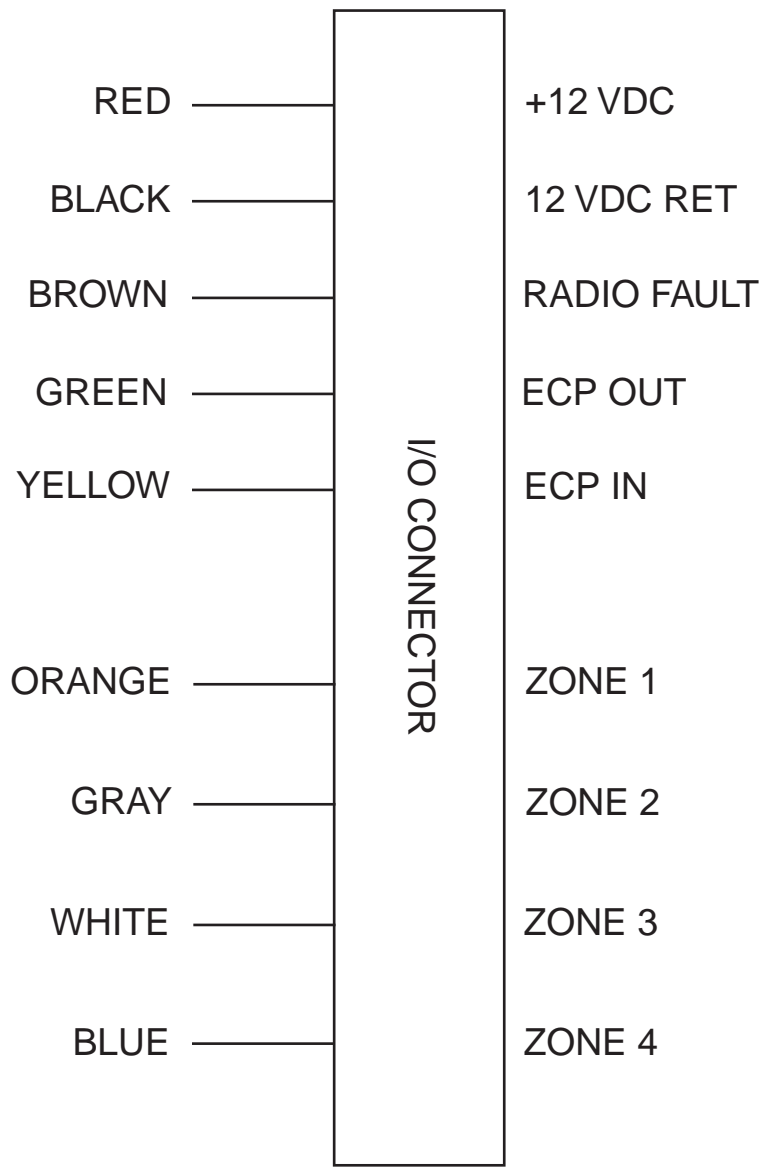 RED +12 VDC
BLACK 12 VDC RET
BROWN RADIO FAULT
GREEN ECP OUT
YELLOW ECP IN
I/O CONNECTOR
ORANGE ZONE 1
GRAY ZONE 2
WHITE ZONE 3
BLUE ZONE 4